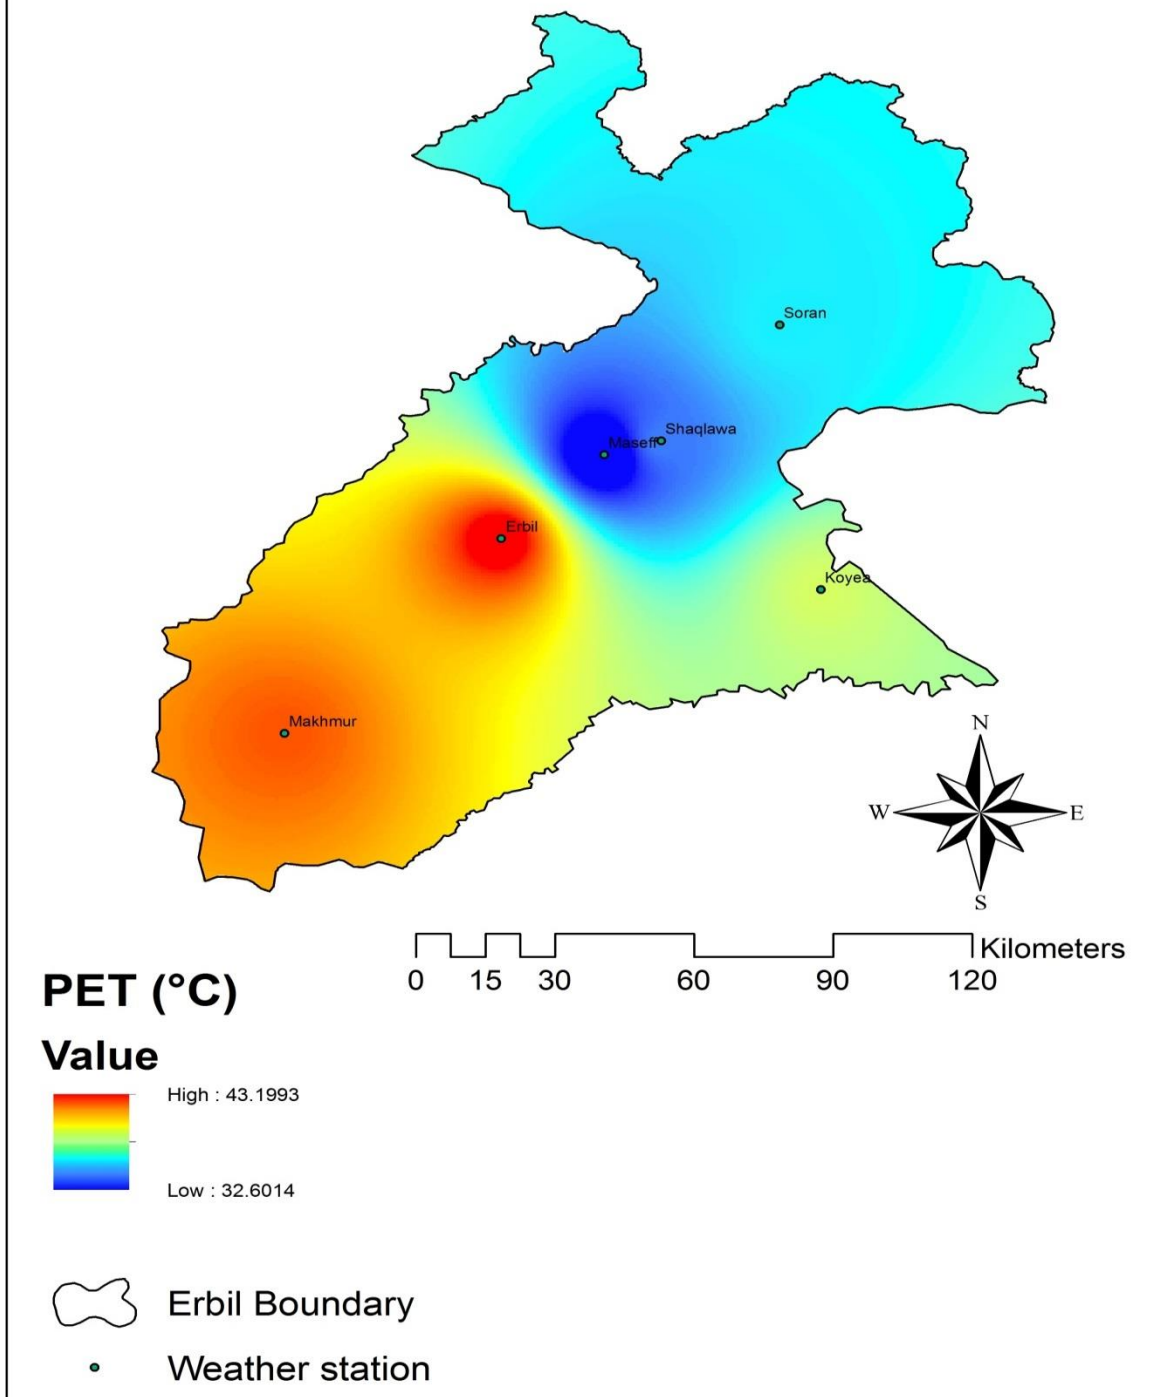 Soran
Shaqlawa
Maseff
Erbil
Koyea
Makhmur
N
W E
S
Kilometers
0 15 30 60 90 120
PET (°C)
Value
High : 43.1993
Low : 32.6014
Erbil Boundary
Weather station